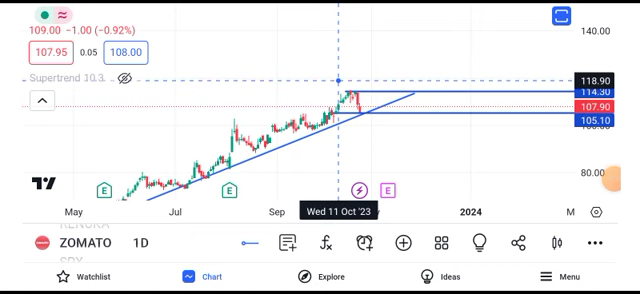 109.00 −1.00 (−0.92%)
107.95 0.05 108.00
Supertrend 10 3
140.00
118.90
114.30
107.90
105.10
80.00
E E E
May Jul Sep Wed 11 Oct '23 2024 M
ZOMATO 1D
Watchlist Chart Explore Ideas Menu